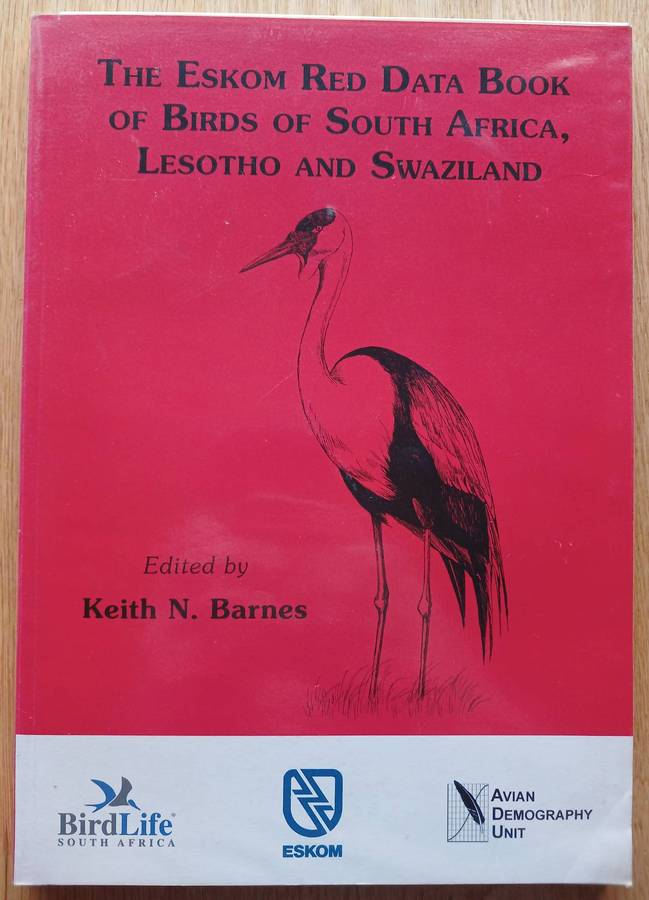 The Eskom Red Data Book
of Birds of South Africa,
Lesotho and Swaziland
Edited by
Keith N. Barnes
BirdLife®
SOUTH AFRICA
ESKOM
Avian
Demography
Unit